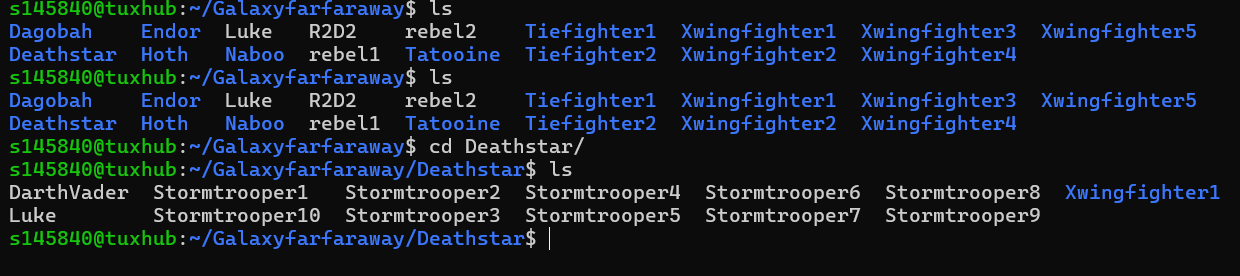 s145840@tuxhub:~/Galaxyfarfaraway$ ls
Dagobah Endor Luke R2D2 rebel2 Tiefighter1 Xwingfighter1 Xwingfighter3 Xwingfighter5
Deathstar Hoth Naboo rebel1 Tatooine Tiefighter2 Xwingfighter2 Xwingfighter4
s145840@tuxhub:~/Galaxyfarfaraway$ ls
Dagobah Endor Luke R2D2 rebel2 Tiefighter1 Xwingfighter1 Xwingfighter3 Xwingfighter5
Deathstar Hoth Naboo rebel1 Tatooine Tiefighter2 Xwingfighter2 Xwingfighter4
s145840@tuxhub:~/Galaxyfarfaraway$ cd Deathstar/
s145840@tuxhub:~/Galaxyfarfaraway/Deathstar$ ls
DarthVader Stormtrooper1 Stormtrooper2 Stormtrooper4 Stormtrooper6 Stormtrooper8 Xwingfighter1
Luke Stormtrooper10 Stormtrooper3 Stormtrooper5 Stormtrooper7 Stormtrooper9
s145840@tuxhub:~/Galaxyfarfaraway/Deathstar$